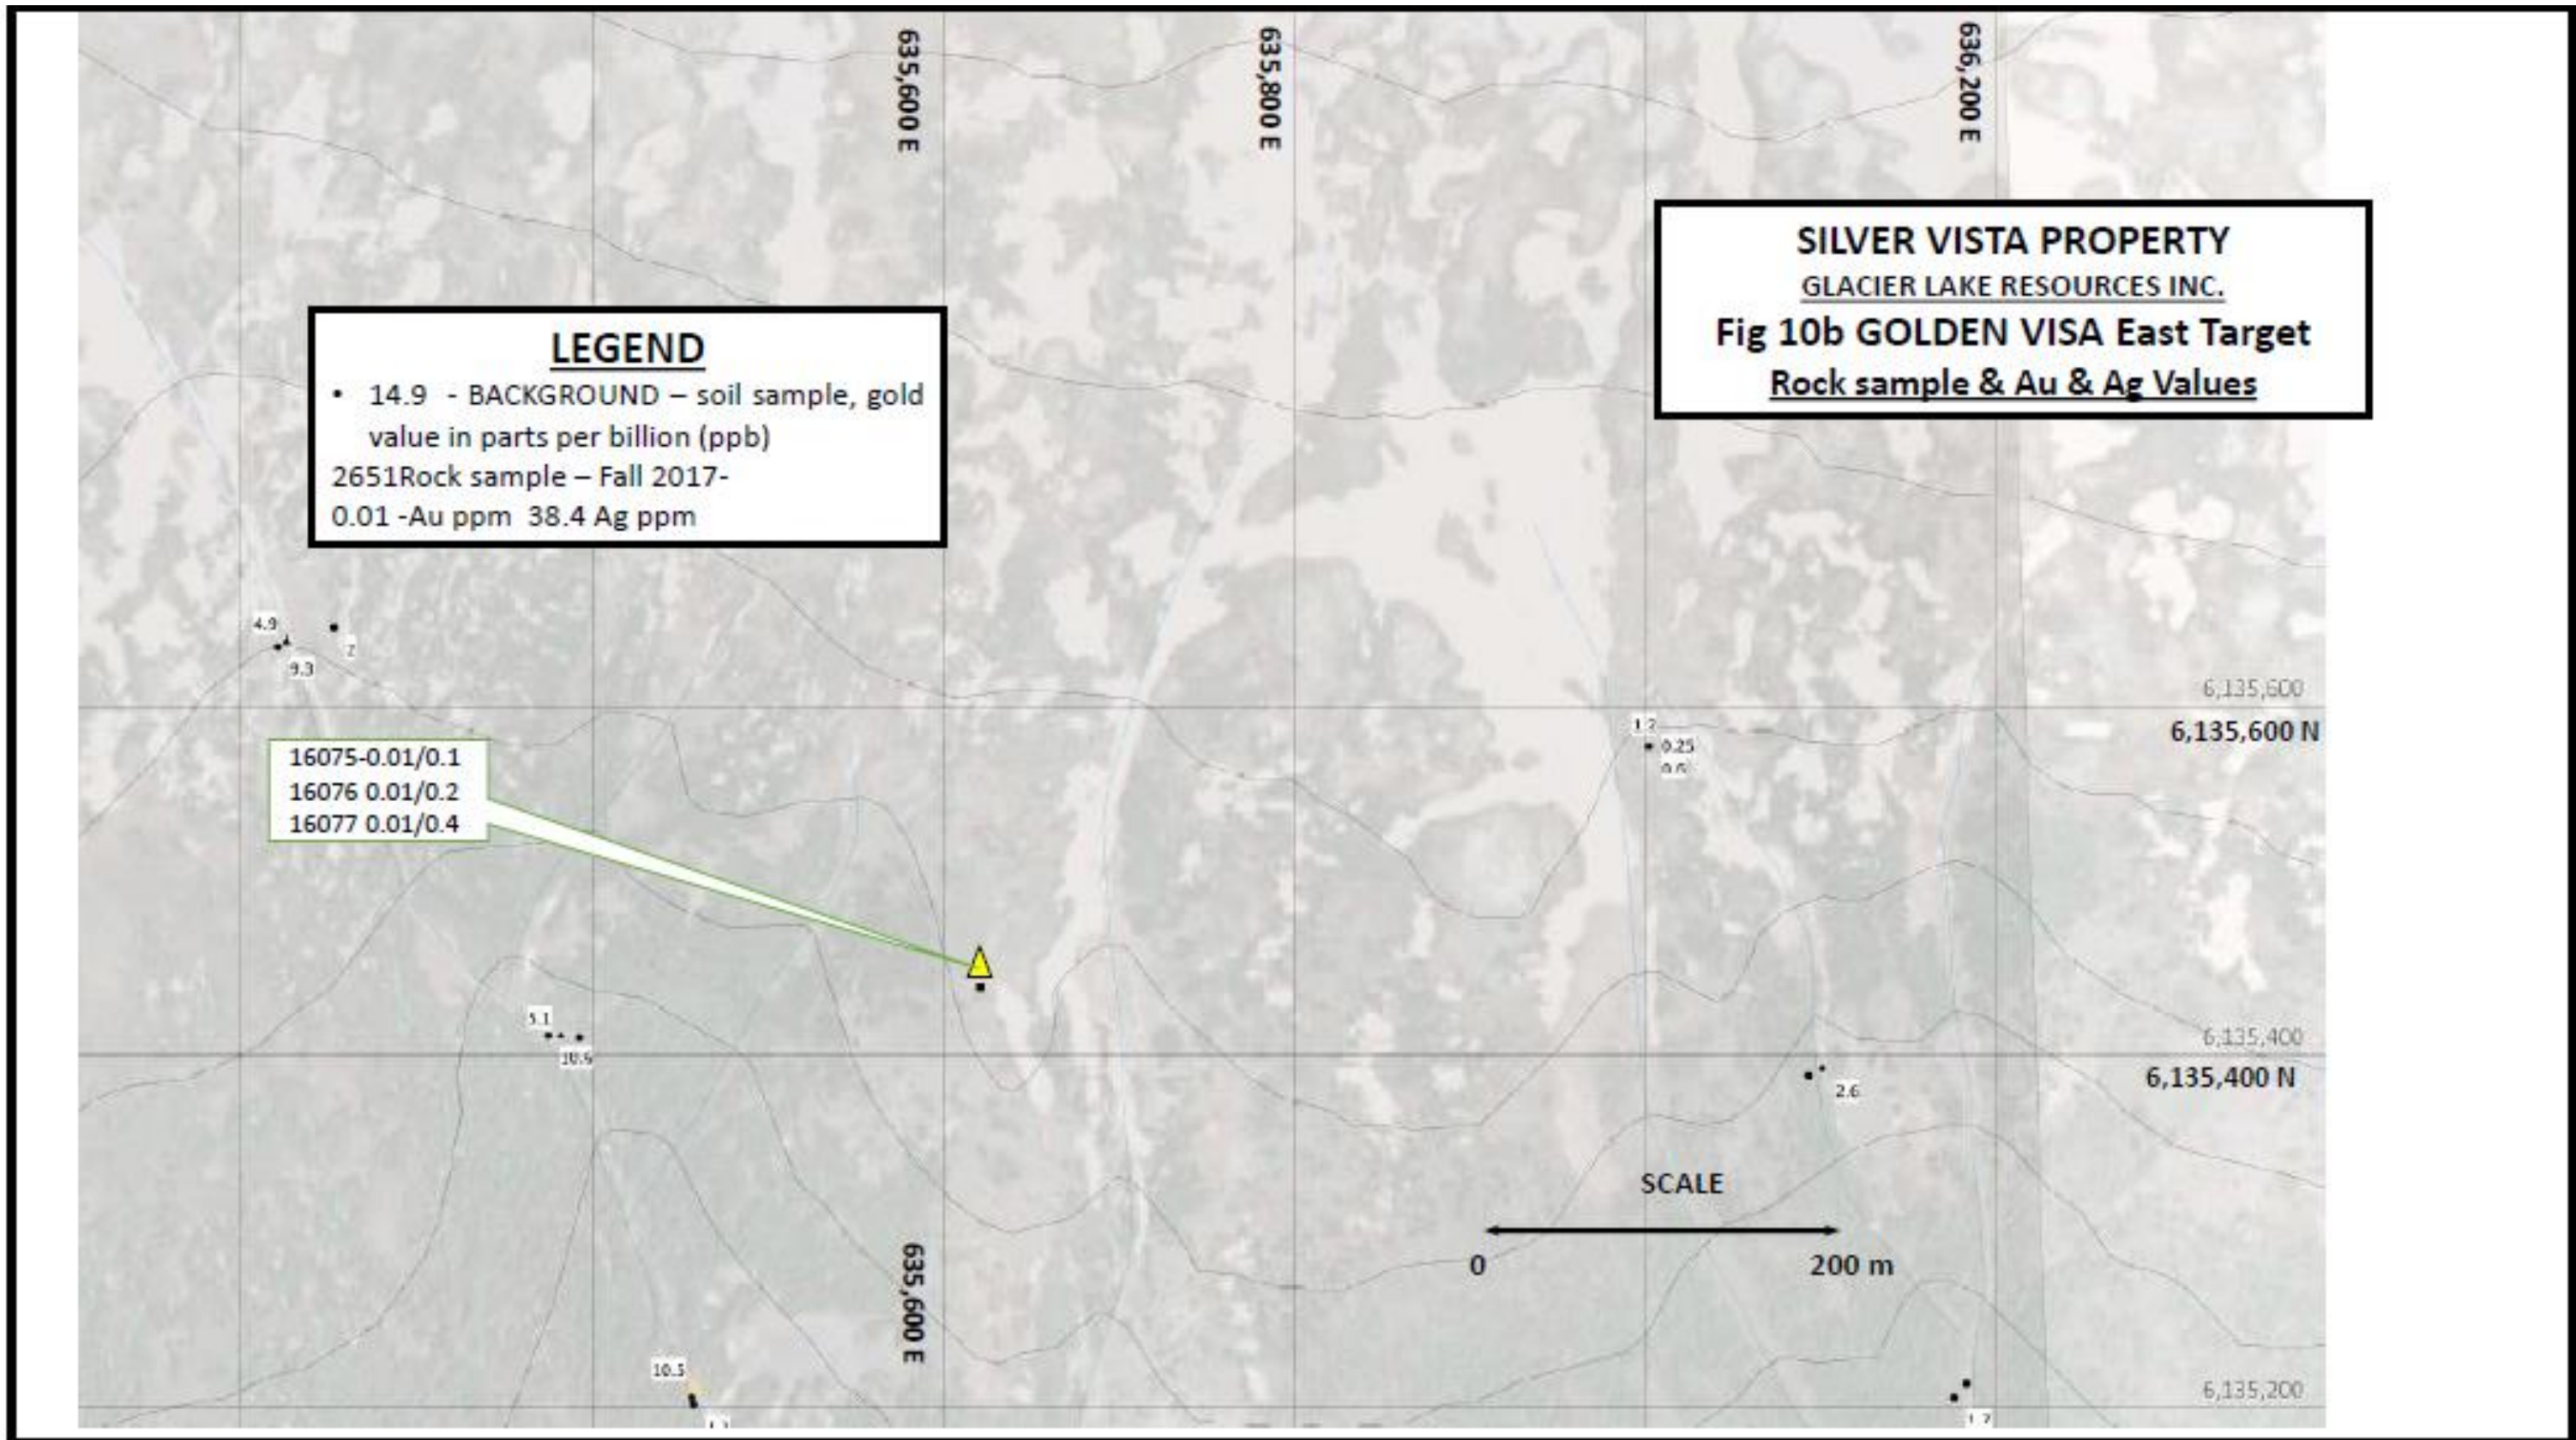 635,600 E
635,800 E
636,200 E
SILVER VISTA PROPERTY
GLACIER LAKE RESOURCES INC.
Fig 10b GOLDEN VISA East Target
Rock sample & Au & Ag Values
LEGEND
• 14.9 - BACKGROUND – soil sample, gold
value in parts per billion (ppb)
2651Rock sample – Fall 2017-
0.01 -Au ppm 38.4 Ag ppm
4.9
2
9.3
6,135,600
6,135,600 N
1.2
0.25
16075-0.01/0.1
16076 0.01/0.2
16077 0.01/0.4
5.1
6,135,400
6,135,400 N
2.6
SCALE
0
200 m
635,600 E
10.5
6,135,200
1.7